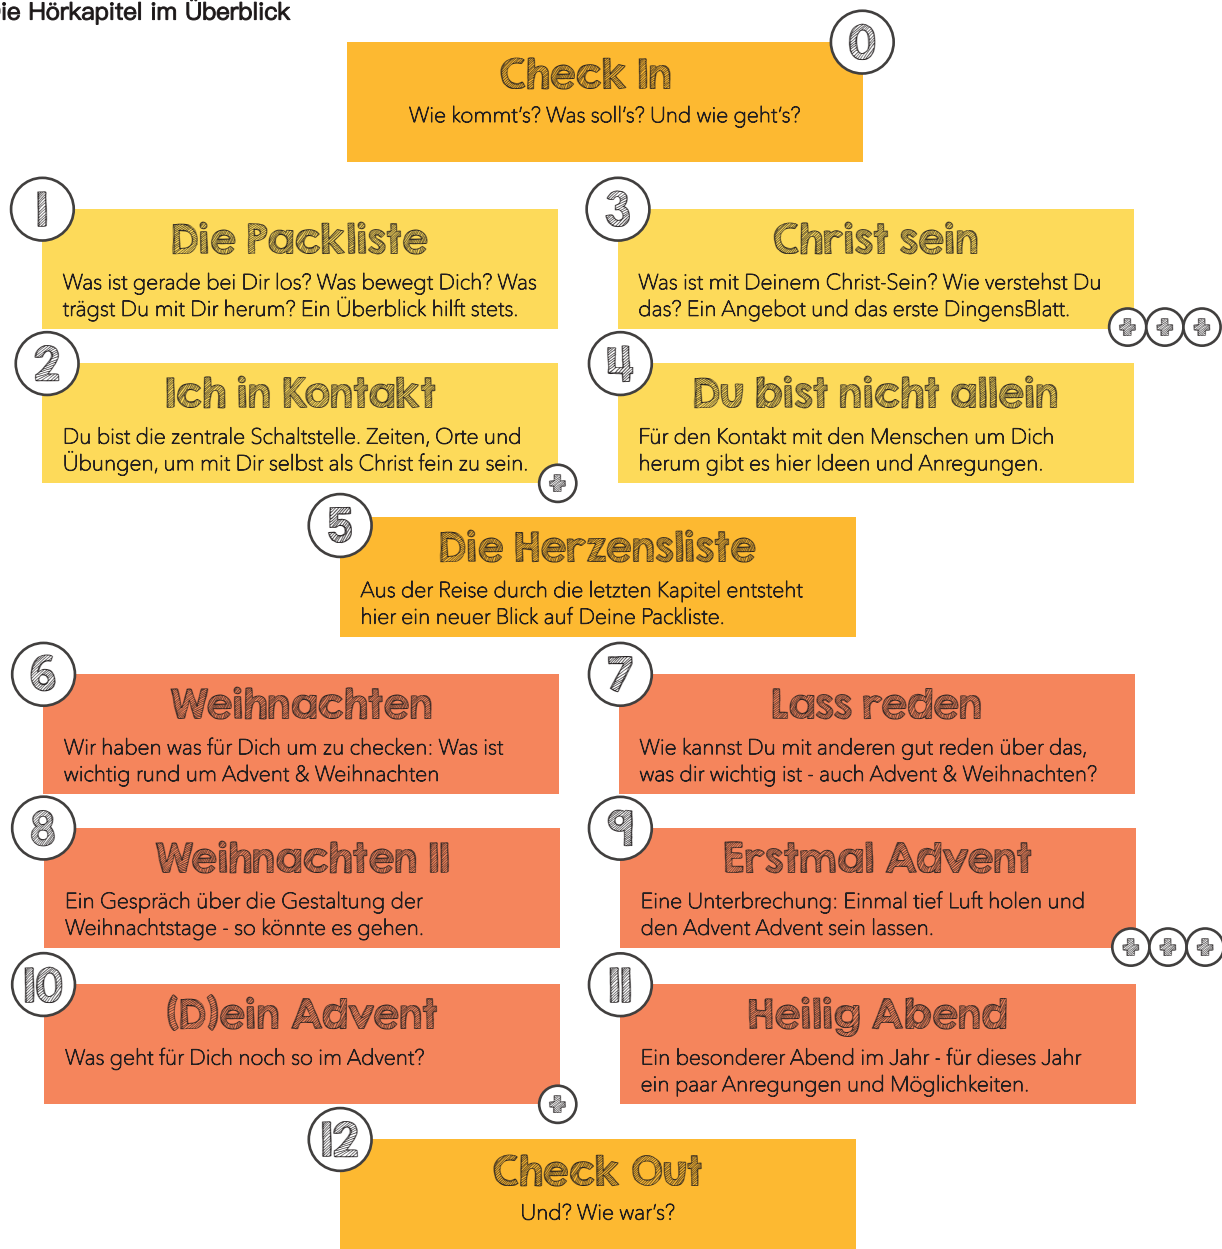 Die Hörkapitel im Überblick
0
Check In
Wie kommt's? Was soll's? Und wie geht's?
1
Die Packliste
Was ist gerade bei Dir los? Was bewegt Dich? Was
trägst Du mit Dir herum? Ein Überblick hilft stets.
2
Ich in Kontakt
Du bist die zentrale Schaltstelle. Zeiten, Orte und
Übungen, um mit Dir selbst als Christ fein zu sein.
+
3
Christ sein
Was ist mit Deinem Christ-Sein? Wie verstehst Du
das? Ein Angebot und das erste DingensBlatt.
+ + +
4
Du bist nicht allein
Für den Kontakt mit den Menschen um Dich
herum gibt es hier Ideen und Anregungen.
5
Die Herzensliste
Aus der Reise durch die letzten Kapitel entsteht
hier ein neuer Blick auf Deine Packliste.
6
Weihnachten
Wir haben was für Dich um zu checken: Was ist
wichtig rund um Advent & Weihnachten
7
Lass reden
Wie kannst Du mit anderen gut reden über das,
was dir wichtig ist - auch Advent & Weihnachten?
8
Weihnachten II
Ein Gespräch über die Gestaltung der
Weihnachtstage - so könnte es gehen.
9
Erstmal Advent
Eine Unterbrechung: Einmal tief Luft holen und
den Advent Advent sein lassen.
+ + +
10
(D)ein Advent
Was geht für Dich noch so im Advent?
+
11
Heilig Abend
Ein besonderer Abend im Jahr - für dieses Jahr
ein paar Anregungen und Möglichkeiten.
12
Check Out
Und? Wie war's?